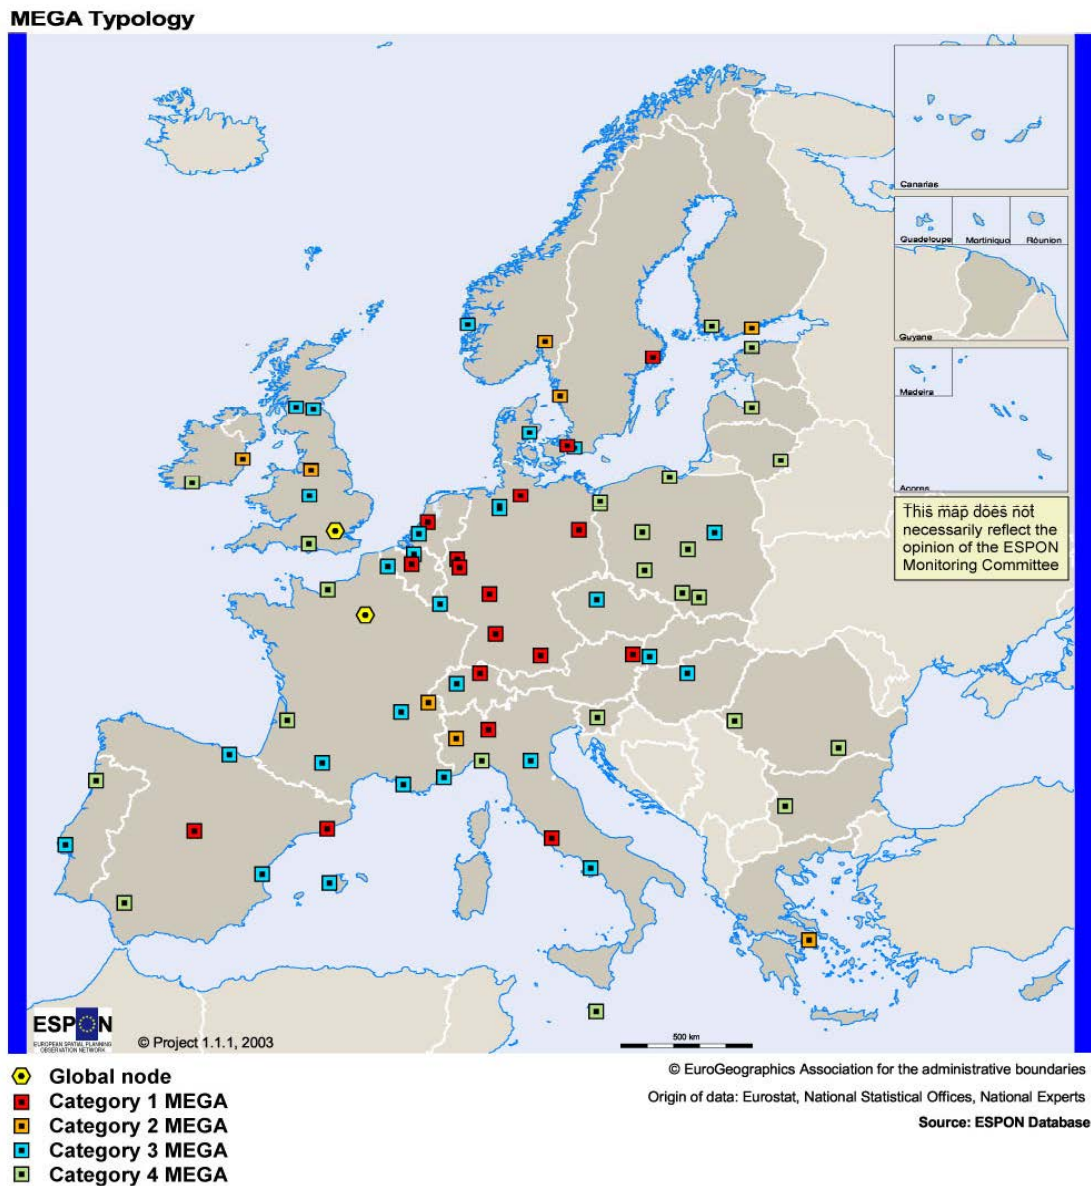 MEGA Typology
Canarias
Guadeloupe
Martinique
Réunion
Guyane
Madeira
Acores
This map does not
necessarily reflect the
opinion of the ESPON
Monitoring Committee
ESPON
EUROPEAN SPATIAL PLANNING
OBSERVATION NETWORK
© Project 1.1.1, 2003
500 km
Global node
Category 1 MEGA
Category 2 MEGA
Category 3 MEGA
Category 4 MEGA
© EuroGeographics Association for the administrative boundaries
Origin of data: Eurostat, National Statistical Offices, National Experts
Source: ESPON Database